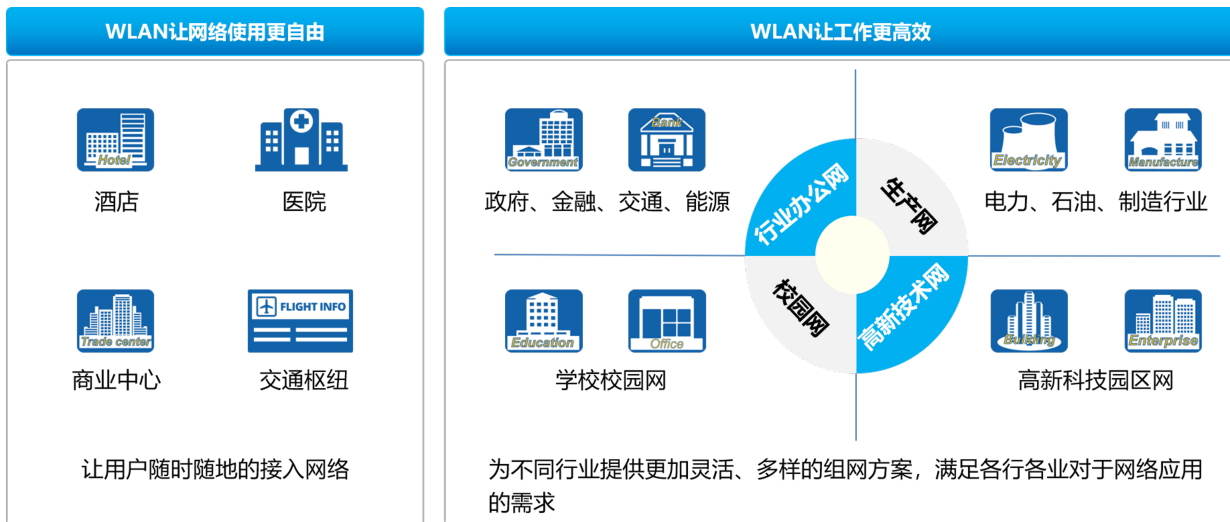 WLAN让网络使用更自由
Hotel
酒店
医院
Trade center
商业中心
FLIGHT INFO
交通枢纽
让用户随时随地的接入网络
WLAN让工作更高效
Government
Bank
政府、金融、交通、能源
行业办公网
生产网
Electricity
Manufacture
电力、石油、制造行业
Education
Office
学校校园网
校园网
高新技术网
Building
Enterprise
高新科技园区网
为不同行业提供更加灵活、多样的组网方案，满足各行各业对于网络应用
的需求